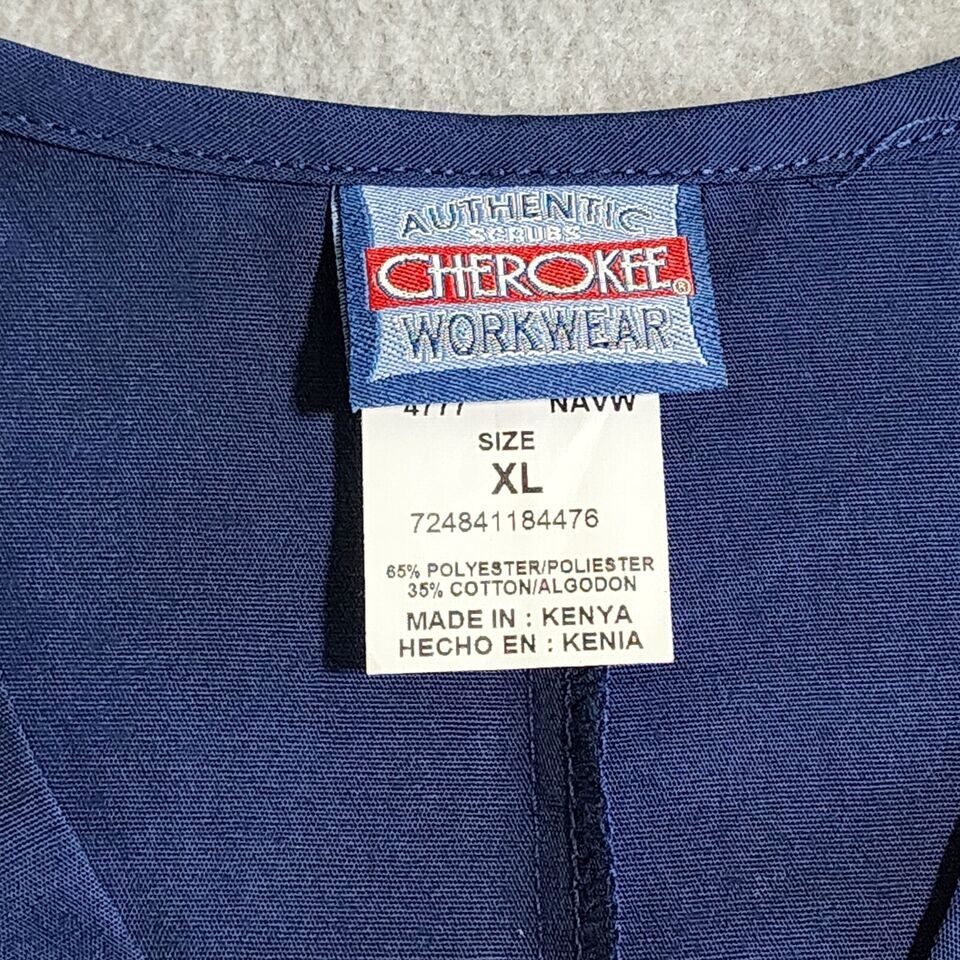 AUTHENTIC
SCRUBS
CHEROKEE®
WORKWEAR
4777 NAVW
SIZE
XL
724841184476
65% POLYESTER/POLIESTER
35% COTTON/ALGODON
MADE IN : KENYA
HECHO EN : KENIA